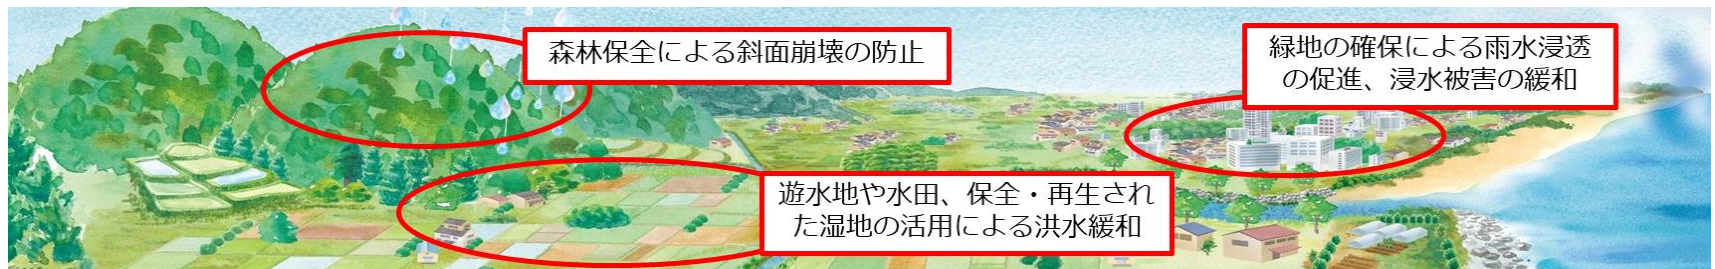 森林保全による斜面崩壊の防止
緑地の確保による雨水浸透
の促進、浸水被害の緩和
遊水地や水田、保全・再生され
た湿地の活用による洪水緩和